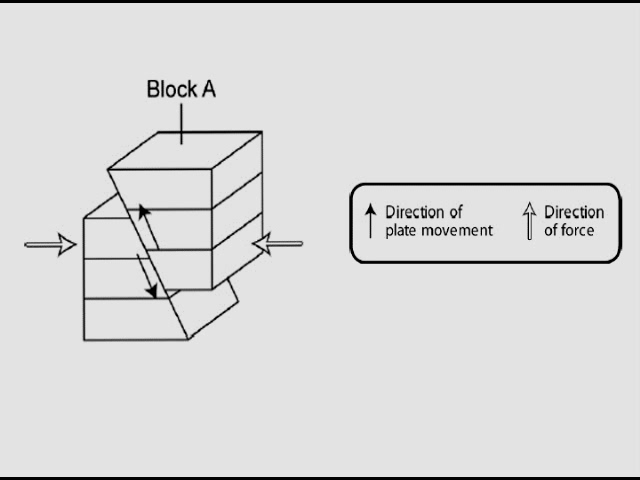 Block A
Direction of
plate movement
Direction
of force